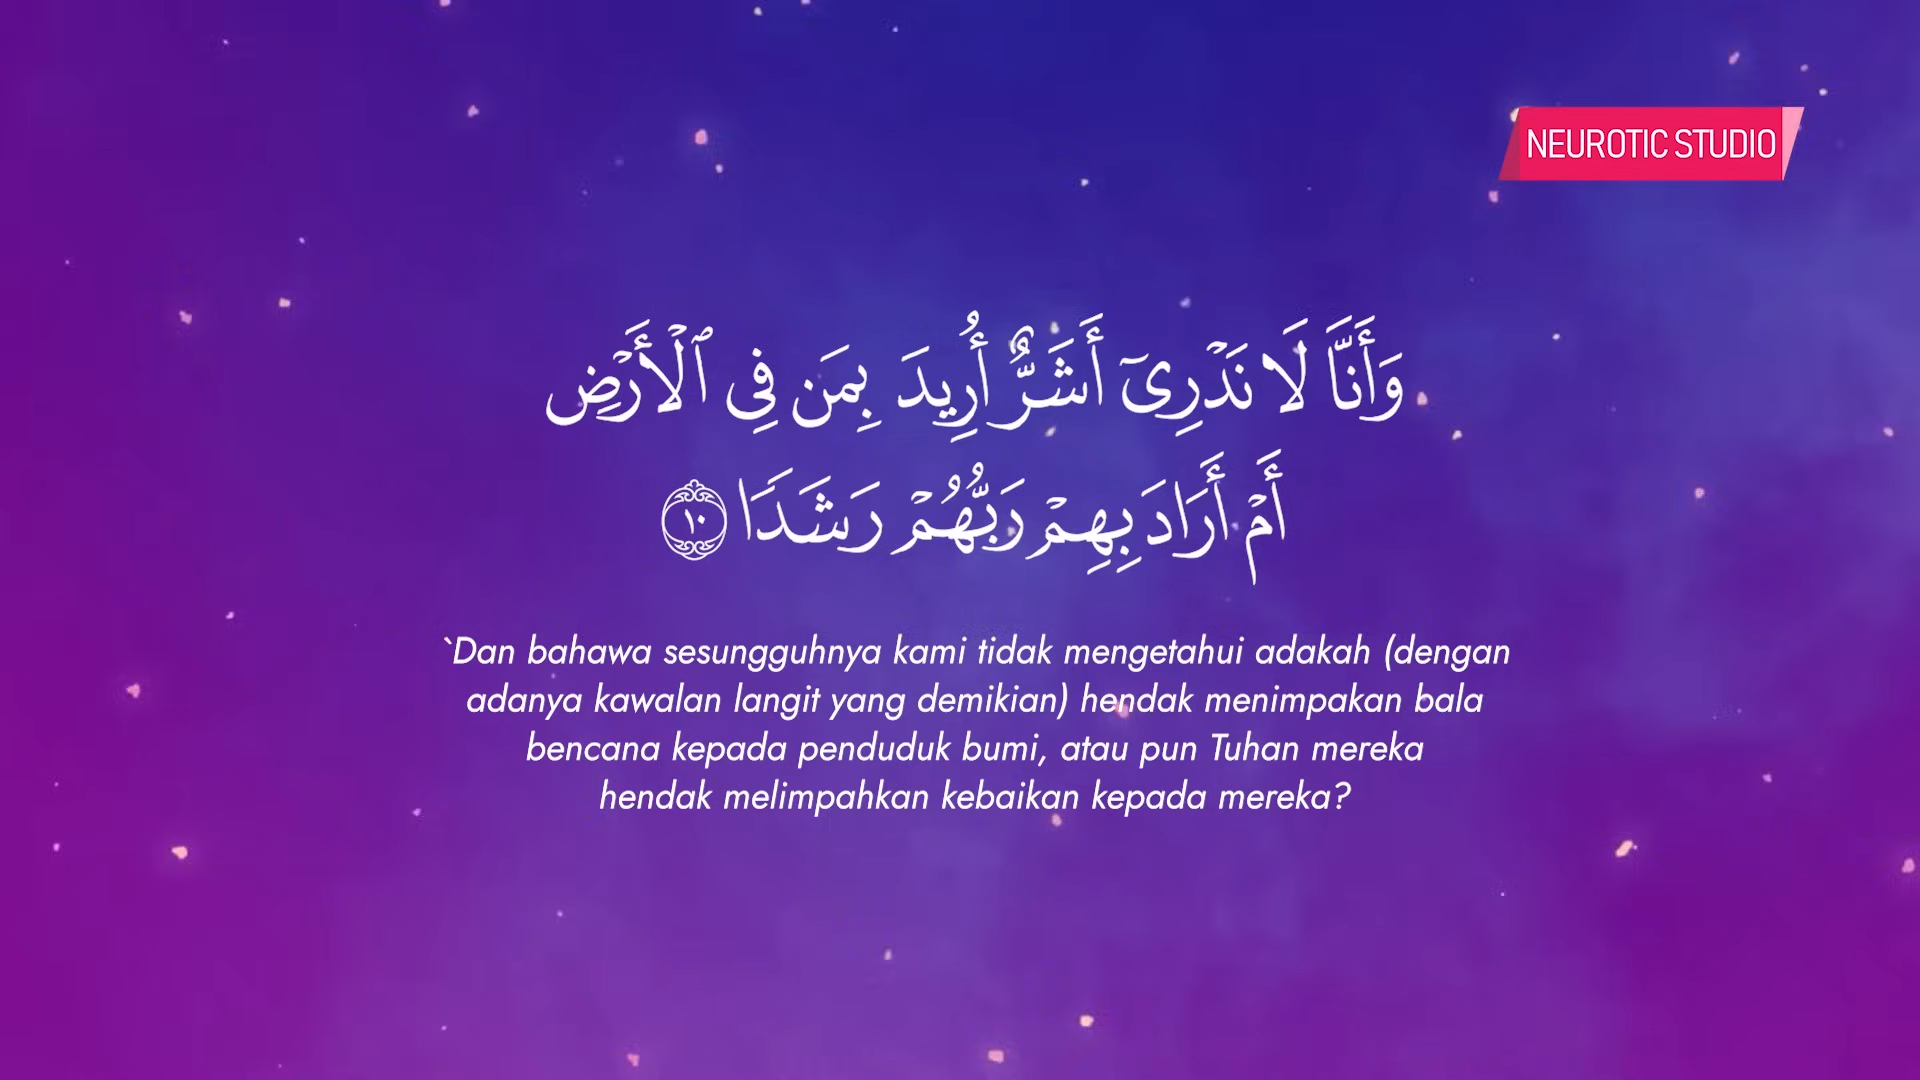 NEUROTIC STUDIO
وَأَنَّا لَا نَدْرِىٓ أَشَرٌّ أُرِيدَ بِمَن فِى ٱلْأَرْضِ
أَمْ أَرَادَ بِهِمْ رَبُّهُمْ رَشَدًا ١٠
`Dan bahawa sesungguhnya kami tidak mengetahui adakah (dengan
adanya kawalan langit yang demikian) hendak menimpakan bala
bencana kepada penduduk bumi, atau pun Tuhan mereka
hendak melimpahkan kebaikan kepada mereka?